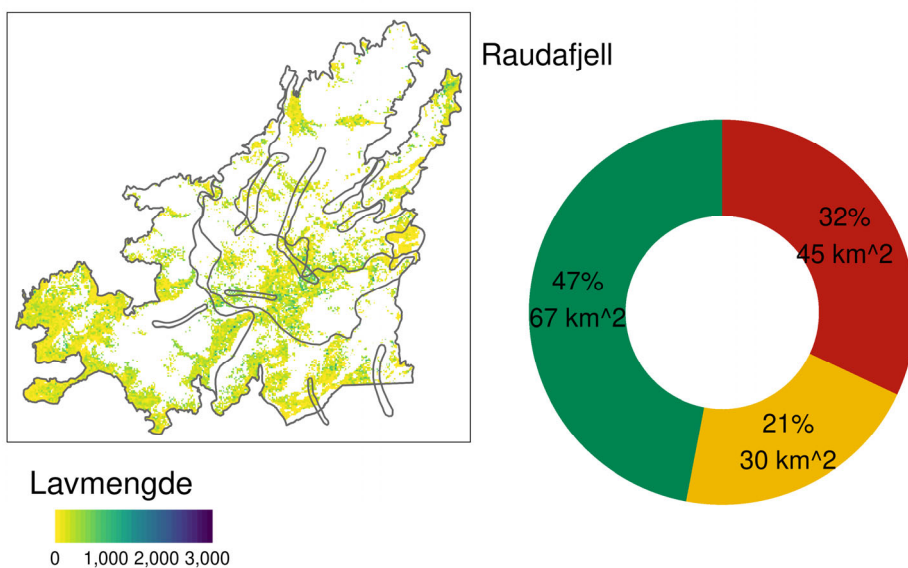 Raudafjell
32%
45 km^2
47%
67 km^2
21%
30 km^2
Lavmengde
0 1,000 2,000 3,000